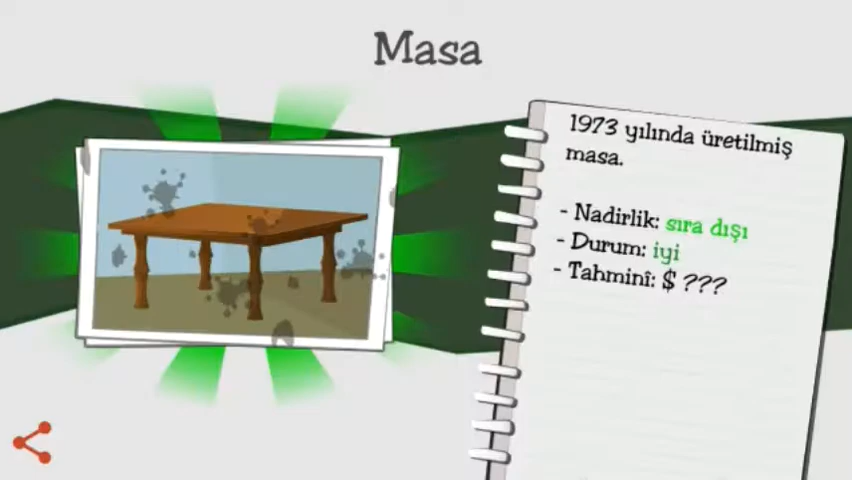 Masa
1973 yılında üretilmiş
masa.
- Nadirlik: sıra dışı
- Durum: iyi
- Tahminî: $ ???